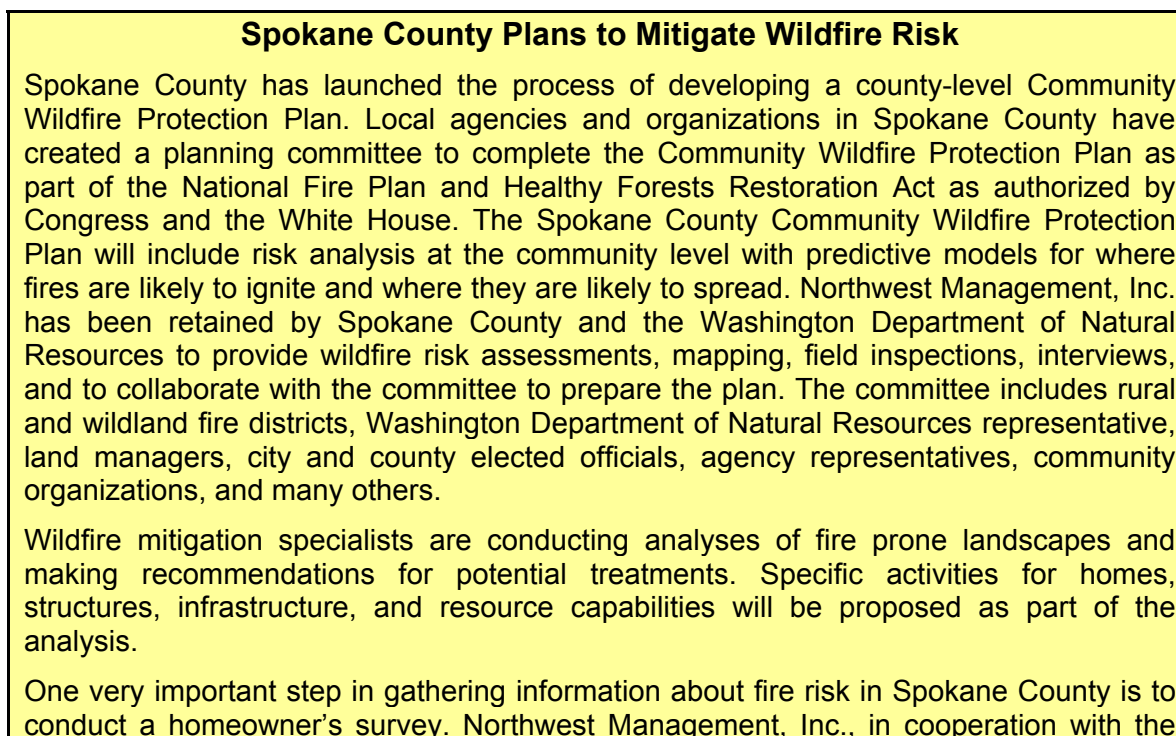 Spokane County Plans to Mitigate Wildfire Risk
Spokane County has launched the process of developing a county-level Community
Wildfire Protection Plan. Local agencies and organizations in Spokane County have
created a planning committee to complete the Community Wildfire Protection Plan as
part of the National Fire Plan and Healthy Forests Restoration Act as authorized by
Congress and the White House. The Spokane County Community Wildfire Protection
Plan will include risk analysis at the community level with predictive models for where
fires are likely to ignite and where they are likely to spread. Northwest Management, Inc.
has been retained by Spokane County and the Washington Department of Natural
Resources to provide wildfire risk assessments, mapping, field inspections, interviews,
and to collaborate with the committee to prepare the plan. The committee includes rural
and wildland fire districts, Washington Department of Natural Resources representative,
land managers, city and county elected officials, agency representatives, community
organizations, and many others.
Wildfire mitigation specialists are conducting analyses of fire prone landscapes and
making recommendations for potential treatments. Specific activities for homes,
structures, infrastructure, and resource capabilities will be proposed as part of the
analysis.
One very important step in gathering information about fire risk in Spokane County is to
conduct a homeowner's survey. Northwest Management, Inc., in cooperation with the